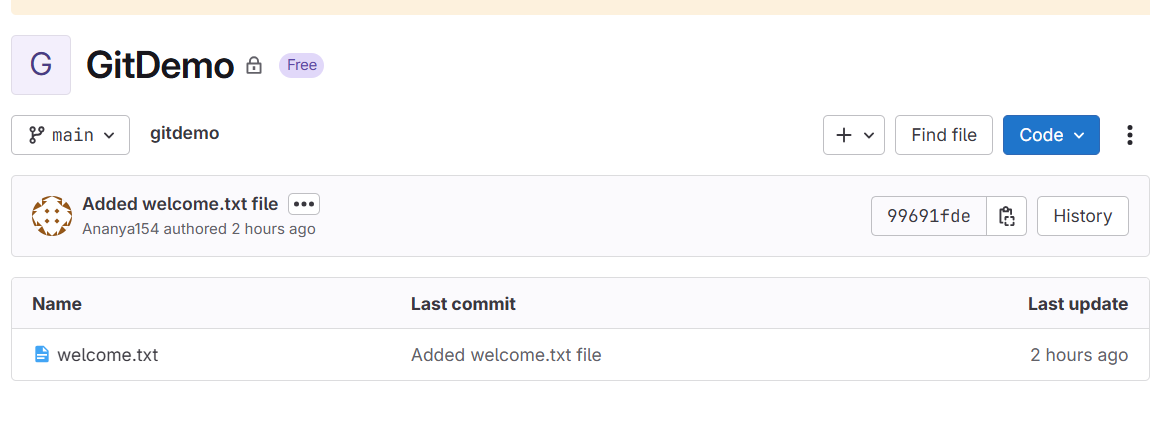 G
GitDemo Free
main gitdemo Find file Code
Added welcome.txt file
Ananya154 authored 2 hours ago
99691fde History
Name Last commit Last update
welcome.txt Added welcome.txt file 2 hours ago